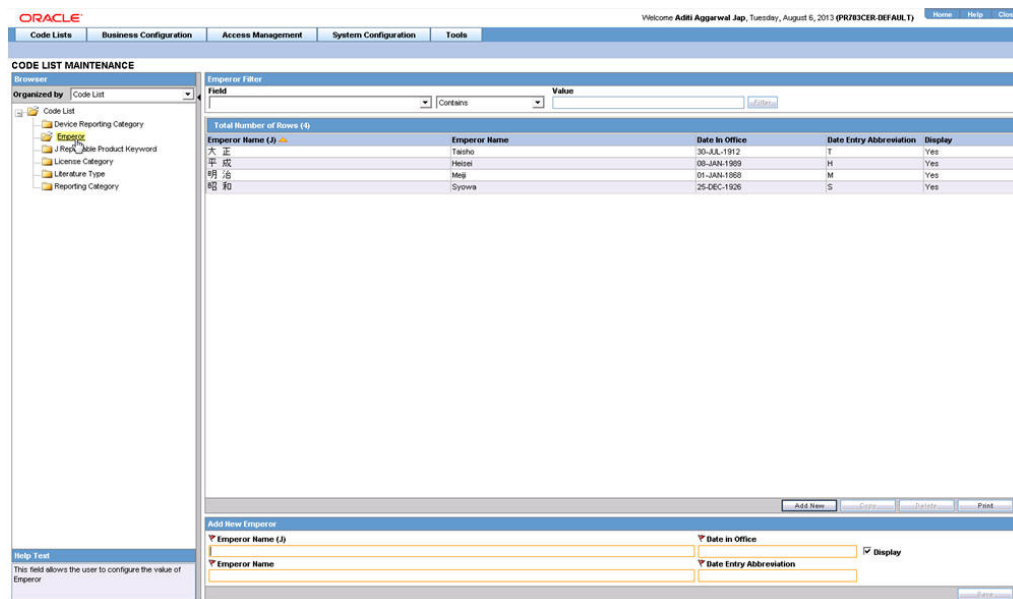 ORACLE
Welcome Aditi Aggarwal Jap, Tuesday, August 6, 2013 (PR703CER-DEFAULT)
Home Help Clos
Code Lists Business Configuration Access Management System Configuration Tools
CODE LIST MAINTENANCE
Browser
Organized by Code List
Code List
Device Reporting Category
Emperor
J Reportable Product Keyword
License Category
Literature Type
Reporting Category
Help Text
This field allows the user to configure the value of
Emperor
Emperor Filter
Field Value
Contains Filter
Total Number of Rows (4)
Emperor Name (J) Emperor Name Date In Office Date Entry Abbreviation Display
大 正 Taisho 30-JUL-1912 T Yes
平 成 Heisei 08-JAN-1989 H Yes
明 治 Meiji 01-JAN-1868 M Yes
昭 和 Syowa 25-DEC-1926 S Yes
Add New Copy Delete Print
Add New Emperor
Emperor Name (J) Date in Office
Display
Emperor Name Date Entry Abbreviation
Save